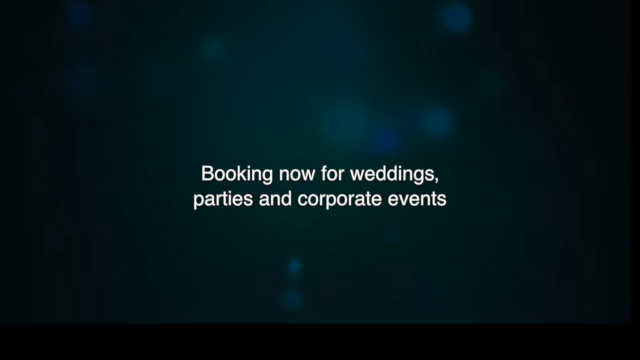 Booking now for weddings,
parties and corporate events